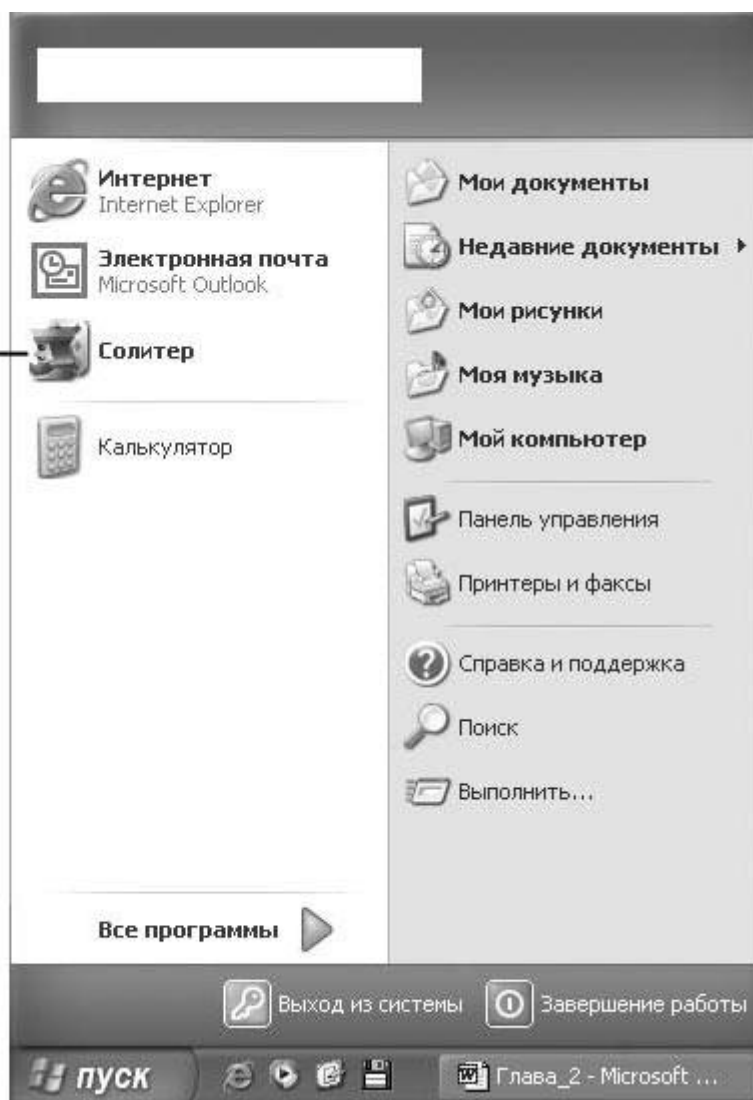 Интернет
Internet Explorer
Электронная почта
Microsoft Outlook
Солитер
Калькулятор
Все программы
Мои документы
Недавние документы
Мои рисунки
Моя музыка
Мой компьютер
Панель управления
Принтеры и факсы
Справка и поддержка
Поиск
Выполнить...
Выход из системы
Завершение работы
пуск
Глава_2 - Microsoft ...